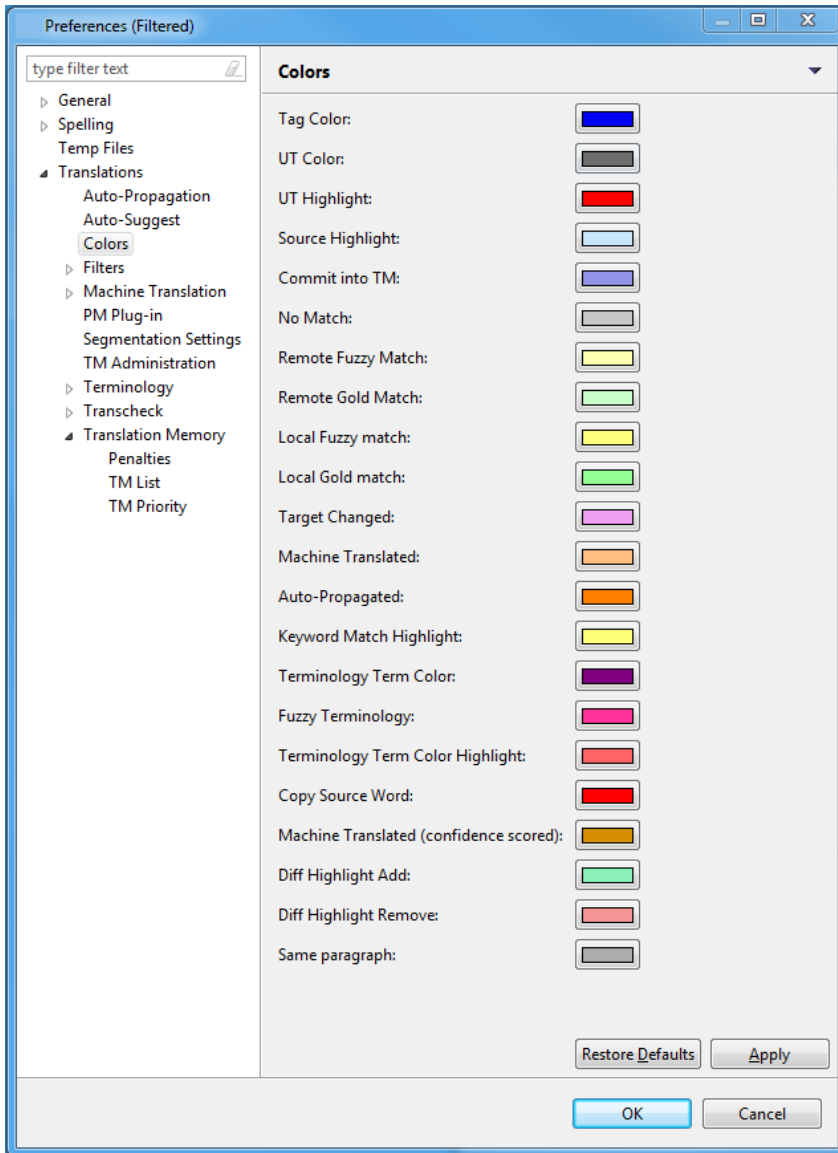 Preferences (Filtered)
type filter text
General
Spelling
Temp Files
Translations
Auto-Propagation
Auto-Suggest
Colors
Filters
Machine Translation
PM Plug-in
Segmentation Settings
TM Administration
Terminology
Transcheck
Translation Memory
Penalties
TM List
TM Priority
Colors
Tag Color:
UT Color:
UT Highlight:
Source Highlight:
Commit into TM:
No Match:
Remote Fuzzy Match:
Remote Gold Match:
Local Fuzzy match:
Local Gold match:
Target Changed:
Machine Translated:
Auto-Propagated:
Keyword Match Highlight:
Terminology Term Color:
Fuzzy Terminology:
Terminology Term Color Highlight:
Copy Source Word:
Machine Translated (confidence scored):
Diff Highlight Add:
Diff Highlight Remove:
Same paragraph:
Restore Defaults
Apply
OK
Cancel